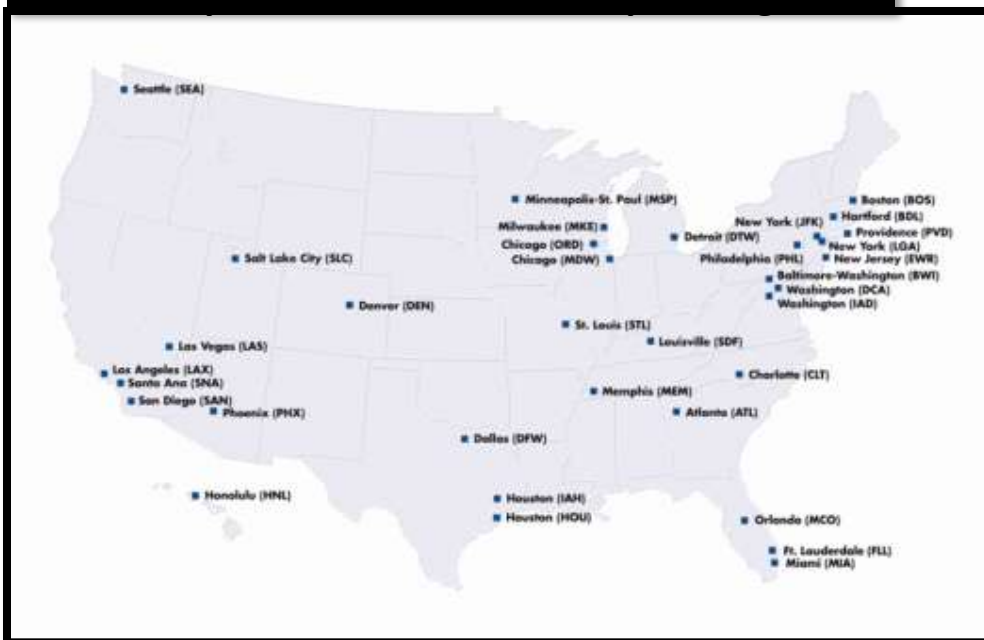 Seattle (SEA)
Minneapolis-St. Paul (MSP)
Boston (BOS)
Hartford (BDL)
New York (JFK)
Milwaukee (MKE)
Providence (PVD)
Detroit (DTW)
Chicago (ORD)
New York (LGA)
Salt Lake City (SLC)
Chicago (MDW)
Philadelphia (PHL)
New Jersey (EWR)
Baltimore-Washington (BWI)
Washington (DCA)
Washington (IAD)
Denver (DEN)
St. Louis (STL)
Louisville (SDF)
Las Vegas (LAS)
Los Angeles (LAX)
Santa Ana (SNA)
Charlotte (CLT)
Memphis (MEM)
San Diego (SAN)
Phoenix (PHX)
Atlanta (ATL)
Dallas (DFW)
Honolulu (HNL)
Houston (IAH)
Houston (HOU)
Orlando (MCO)
Ft. Lauderdale (FLL)
Miami (MIA)